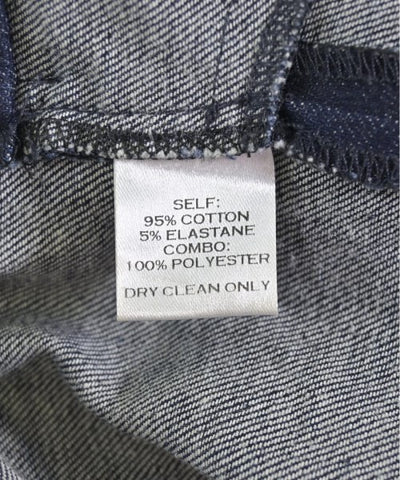 SELF:
95% COTTON
5% ELASTANE
COMBO:
100% POLYESTER
DRY CLEAN ONLY